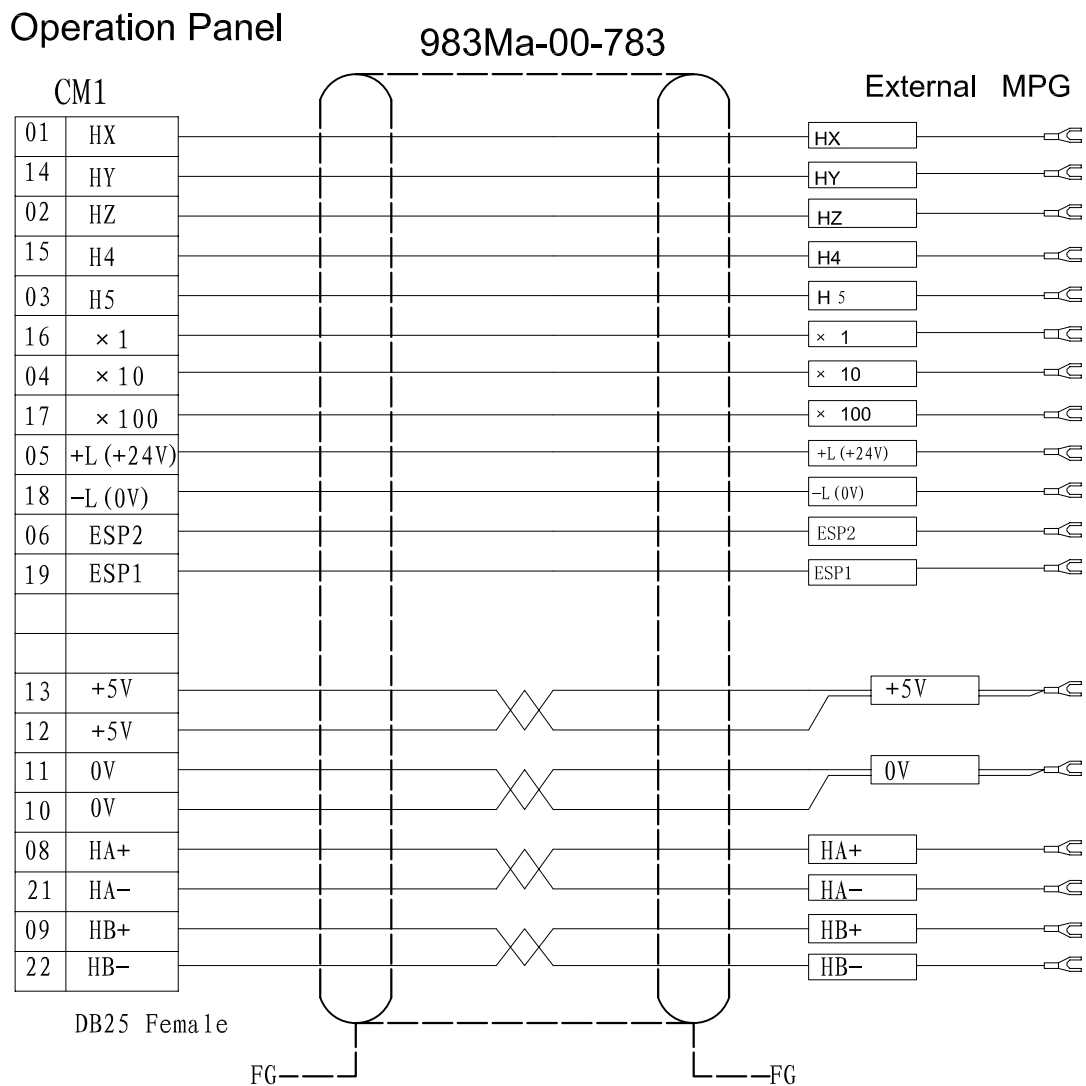 Operation Panel
983Ma-00-783
CM1
External MPG
01 HX HX
14 HY HY
02 HZ HZ
15 H4 H4
03 H5 H 5
16 × 1 × 1
04 × 10 × 10
17 × 100 × 100
05 +L (+24V) +L (+24V)
18 −L (0V) −L (0V)
06 ESP2 ESP2
19 ESP1 ESP1
13 +5V +5V
12 +5V
11 0V 0V
10 0V
08 HA+ HA+
21 HA− HA−
09 HB+ HB+
22 HB− HB−
DB25 Female
FG FG